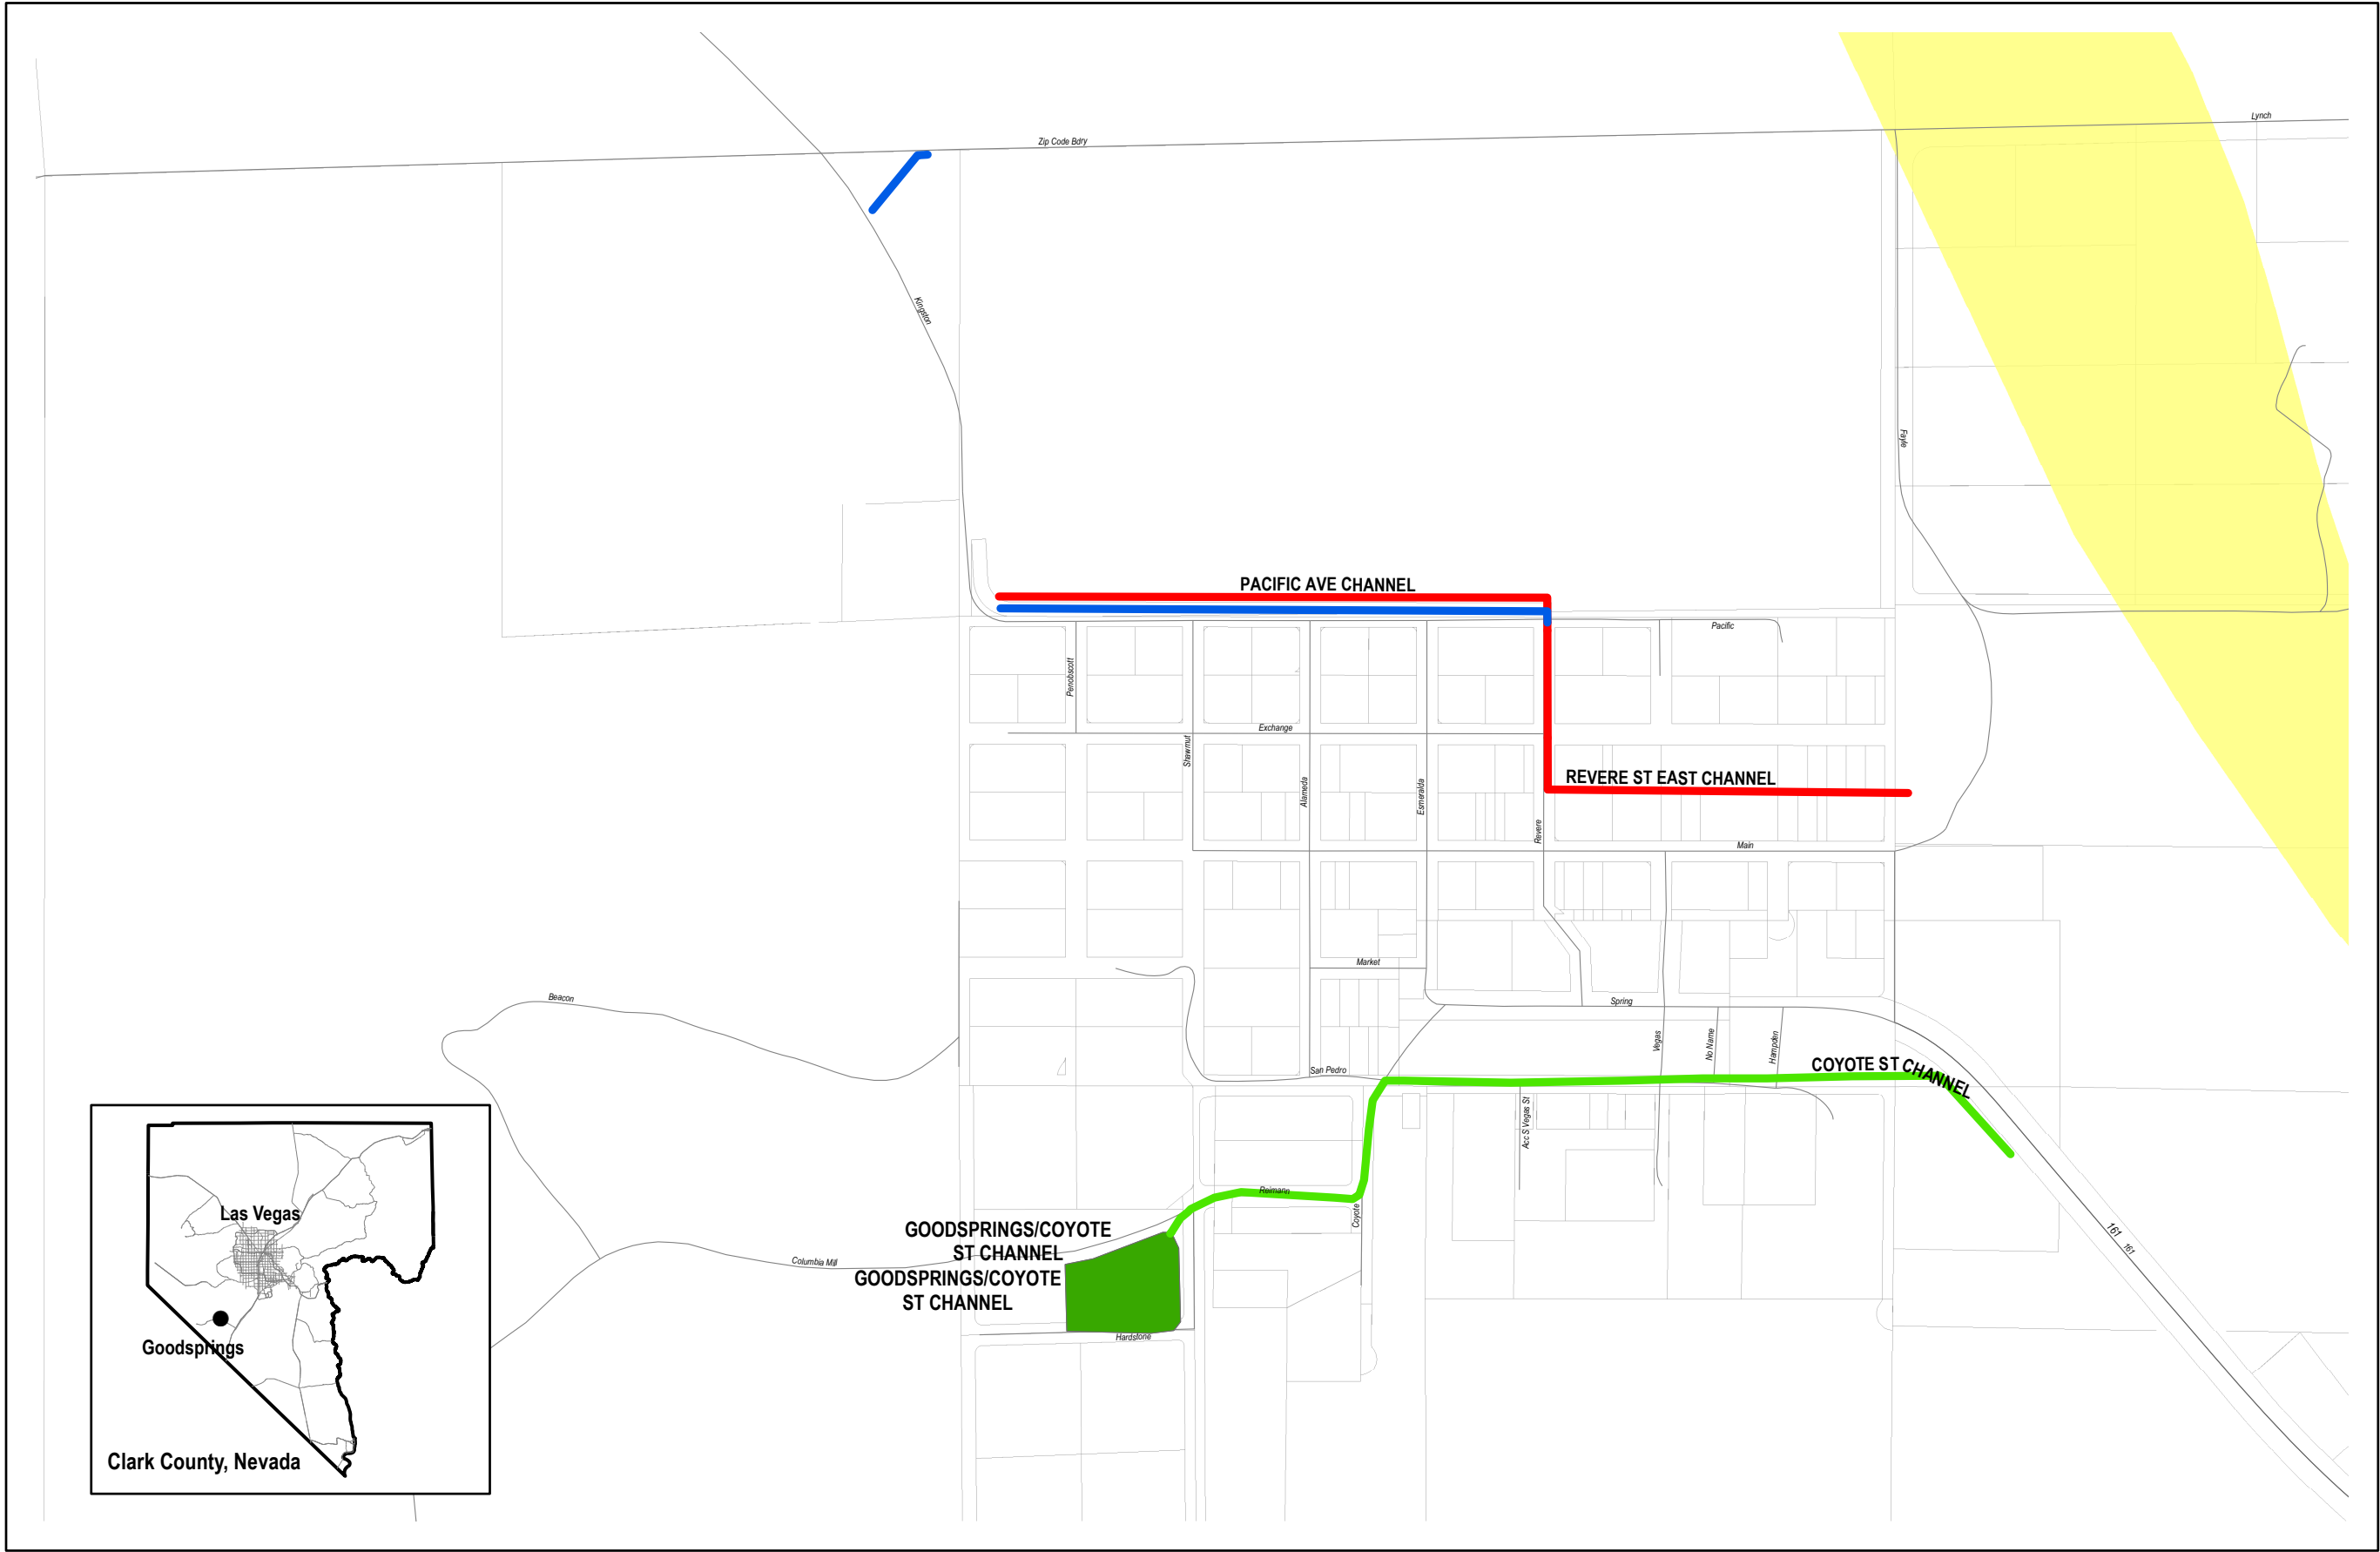 Lynch
Zip Code Bdry
Kingston
Fayle
PACIFIC AVE CHANNEL
Pacific
Penobscott
Exchange
Shawmut
Alameda
Esmeralda
REVERE ST EAST CHANNEL
Revere
Main
Market
Beacon
Spring
Vegas
No Name
Hampden
San Pedro
COYOTE ST CHANNEL
Acc S Vegas St
Reimann
Coyote
GOODSPRINGS/COYOTE
ST CHANNEL
Columbia Mill
GOODSPRINGS/COYOTE
ST CHANNEL
Hardstone
161
161
Las Vegas
Goodsprings
Clark County, Nevada